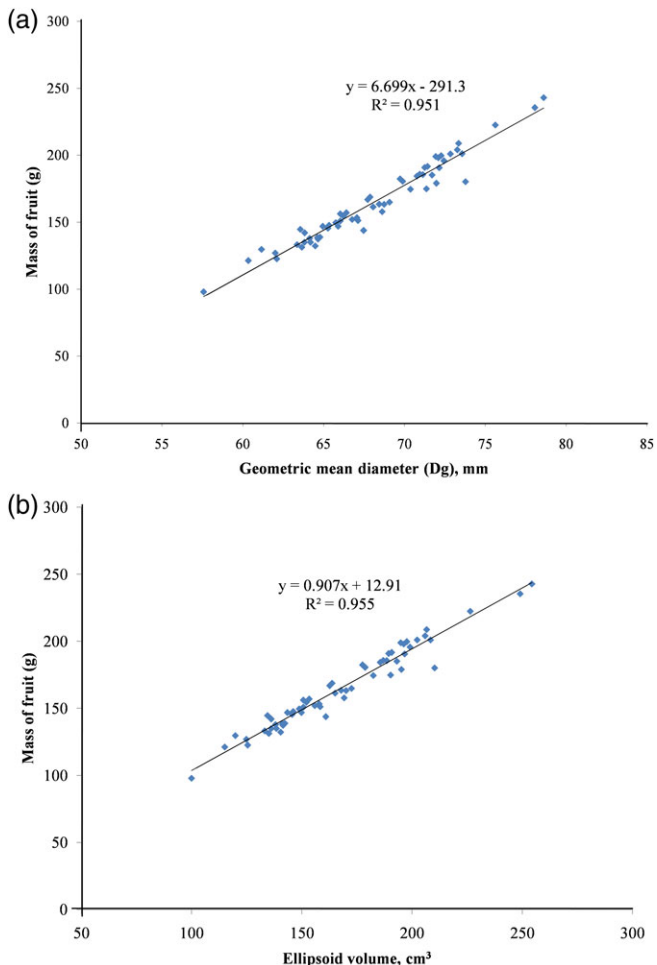 (a)
300
250
200
150
100
50
0
y = 6.699x - 291.3
R² = 0.951
Mass of fruit (g)
50 55 60 65 70 75 80 85
Geometric mean diameter (Dg), mm
(b)
300
250
200
150
100
50
0
y = 0.907x + 12.91
R² = 0.955
Mass of fruit (g)
50 100 150 200 250 300
Ellipsoid volume, cm³